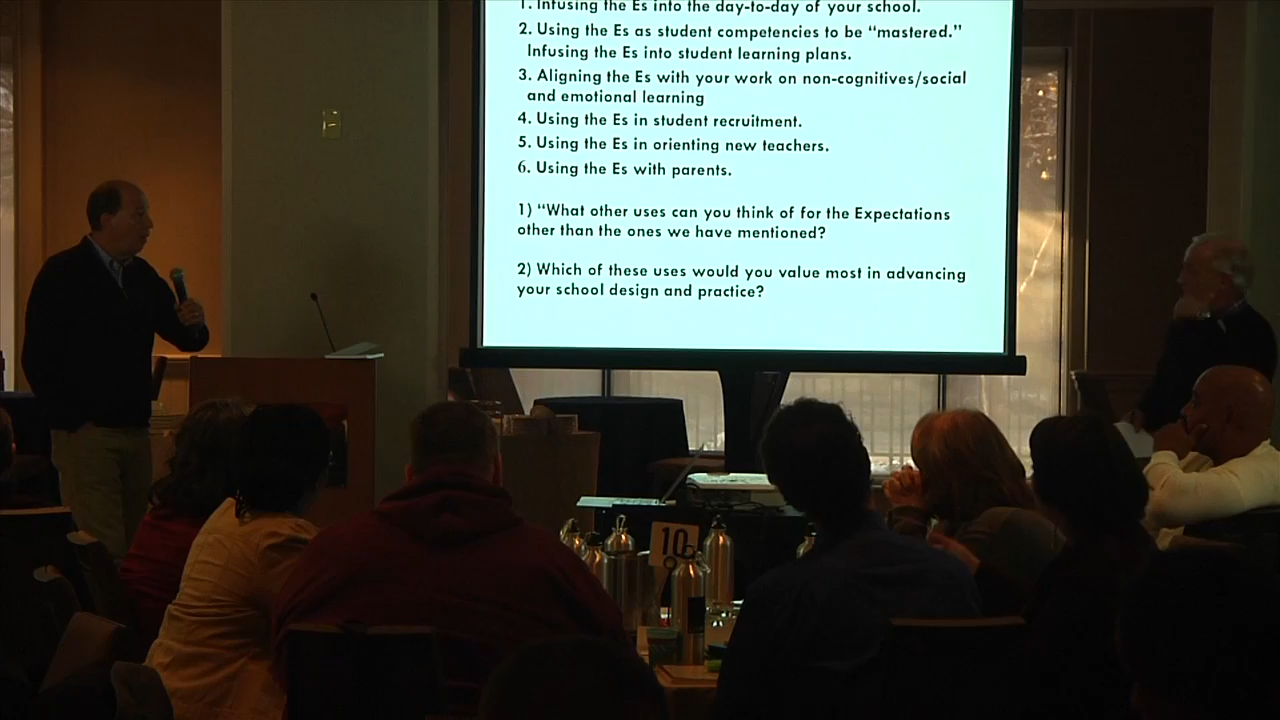 1. Infusing the Es into the day-to-day of your school.
2. Using the Es as student competencies to be “mastered.”
Infusing the Es into student learning plans.
3. Aligning the Es with your work on non-cognitives/social
and emotional learning
4. Using the Es in student recruitment.
5. Using the Es in orienting new teachers.
6. Using the Es with parents.
1) “What other uses can you think of for the Expectations
other than the ones we have mentioned?
2) Which of these uses would you value most in advancing
your school design and practice?
10